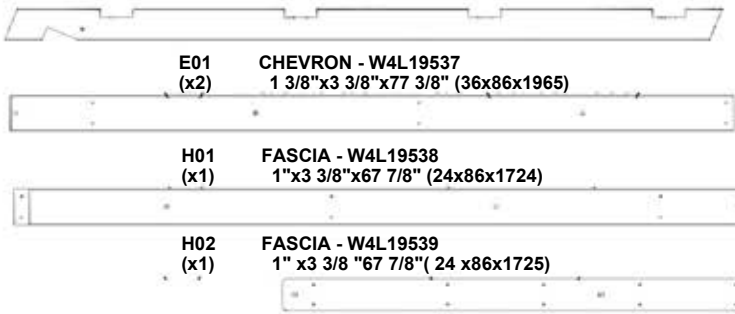 E01 CHEVRON - W4L19537
(x2) 1 3/8"x3 3/8"x77 3/8" (36x86x1965)
H01 FASCIA - W4L19538
(x1) 1"x3 3/8"x67 7/8" (24x86x1724)
H02 FASCIA - W4L19539
(x1) 1" x3 3/8 "67 7/8"( 24 x86x1725)